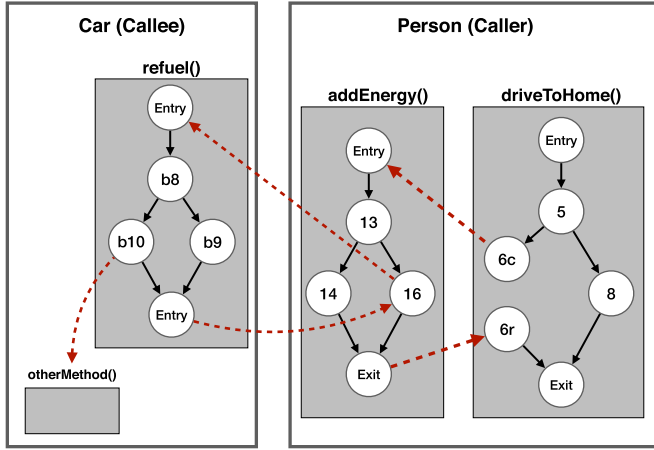 Car (Callee)
refuel()
Entry
b8
b10
b9
Entry
otherMethod()
Person (Caller)
addEnergy()
Entry
13
14
16
Exit
driveToHome()
Entry
5
6c
8
6r
Exit